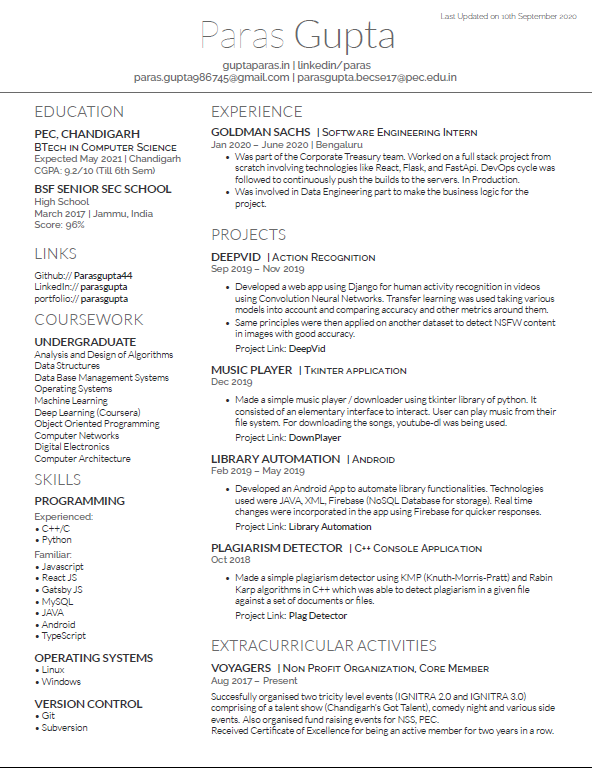 Last Updated on 10th September 2020
Paras Gupta
guptaparas.in | linkedin/paras
paras.gupta986745@gmail.com | parasgupta.becse17@pec.edu.in
EDUCATION
PEC, CHANDIGARH
BTech in Computer Science
Expected May 2021 | Chandigarh
CGPA: 9.2/10 (Till 6th Sem)
BSF SENIOR SEC SCHOOL
High School
March 2017 | Jammu, India
Score: 96%
LINKS
Github:// Parasgupta44
LinkedIn:// parasgupta
portfolio:// parasgupta
COURSEWORK
UNDERGRADUATE
Analysis and Design of Algorithms
Data Structures
Data Base Management Systems
Operating Systems
Machine Learning
Deep Learning (Coursera)
Object Oriented Programming
Computer Networks
Digital Electronics
Computer Architecture
SKILLS
PROGRAMMING
Experienced:
• C++/C
• Python
Familiar:
• Javascript
• React JS
• Gatsby JS
• MySQL
• JAVA
• Android
• TypeScript
OPERATING SYSTEMS
• Linux
• Windows
VERSION CONTROL
• Git
• Subversion
EXPERIENCE
GOLDMAN SACHS | Software Engineering Intern
Jan 2020 – June 2020 | Bengaluru
• Was part of the Corporate Treasury team. Worked on a full stack project from
scratch involving technologies like React, Flask, and FastApi. DevOps cycle was
followed to continuously push the builds to the servers. In Production.
• Was involved in Data Engineering part to make the business logic for the
project.
PROJECTS
DEEPVID | Action Recognition
Sep 2019 – Nov 2019
• Developed a web app using Django for human activity recognition in videos
using Convolution Neural Networks. Transfer learning was used taking various
models into account and comparing accuracy and other metrics around them.
• Same principles were then applied on another dataset to detect NSFW content
in images with good accuracy.
Project Link: DeepVid
MUSIC PLAYER | Tkinter application
Dec 2019
• Made a simple music player / downloader using tkinter library of python. It
consisted of an elementary interface to interact. User can play music from their
file system. For downloading the songs, youtube-dl was being used.
Project Link: DownPlayer
LIBRARY AUTOMATION | Android
Feb 2019 – May 2019
• Developed an Android App to automate library functionalities. Technologies
used were JAVA, XML, Firebase (NoSQL Database for storage). Real time
changes were incorporated in the app using Firebase for quicker responses.
Project Link: Library Automation
PLAGIARISM DETECTOR | C++ Console Application
Oct 2018
• Made a simple plagiarism detector using KMP (Knuth-Morris-Pratt) and Rabin
Karp algorithms in C++ which was able to detect plagiarism in a given file
against a set of documents or files.
Project Link: Plag Detector
EXTRACURRICULAR ACTIVITIES
VOYAGERS | Non Profit Organization, Core Member
Aug 2017 – Present
Succesfully organised two tricity level events (IGNITRA 2.0 and IGNITRA 3.0)
comprising of a talent show (Chandigarh's Got Talent), comedy night and various side
events. Also organised fund raising events for NSS, PEC.
Received Certificate of Excellence for being an active member for two years in a row.